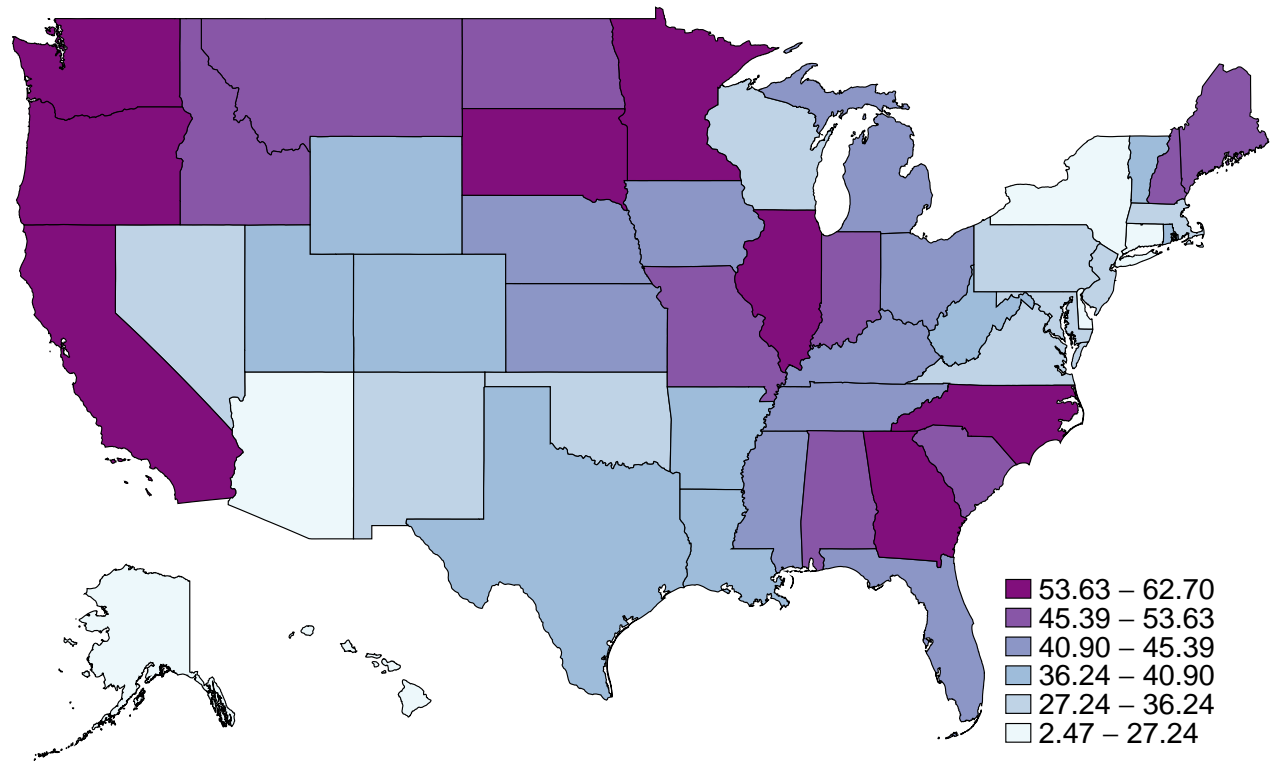 53.63 – 62.70
45.39 – 53.63
40.90 – 45.39
36.24 – 40.90
27.24 – 36.24
2.47 – 27.24